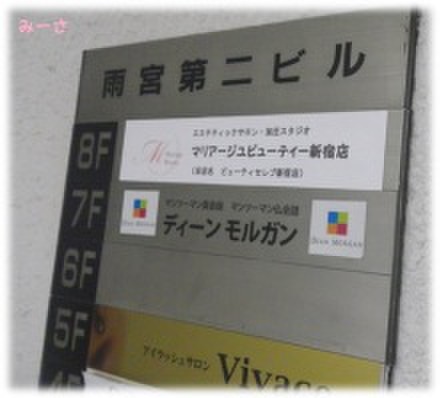 みーさ
雨宮第二ビル
8F
エステティックサロン・加圧スタジオ
マリアージュビューティー新宿店
(旧店名 ビューティセレブ新宿店)
7F
マンツーマン英会話 マンツーマン仏会話
ディーン モルガン
DEAN MORGAN
DEAN MORGAN
6F
5F
アイラッシュサロン
Vivace